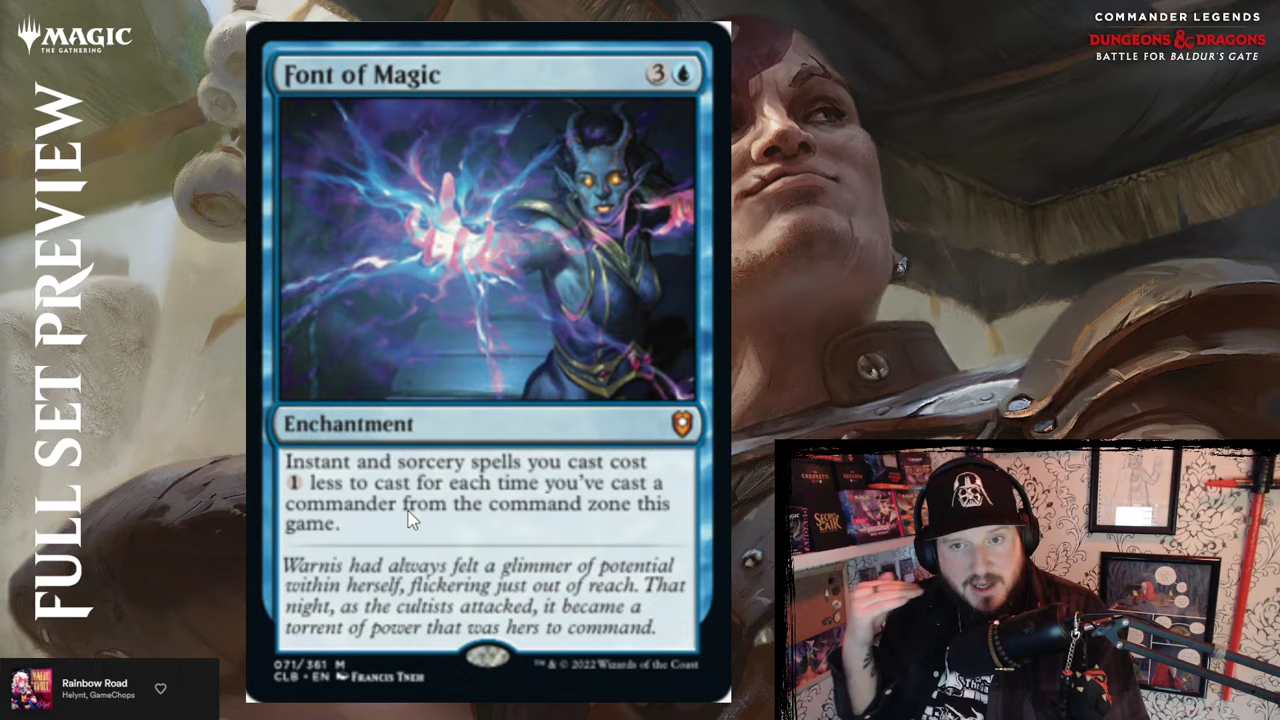 MAGIC
THE GATHERING
FULL SET PREVIEW
COMMANDER LEGENDS
DUNGEONS & DRAGONS
BATTLE FOR BALDUR'S GATE
Font of Magic 3
Enchantment
Instant and sorcery spells you cast cost
1 less to cast for each time you've cast a
commander from the command zone this
game.
Warnis had always felt a glimmer of potential
within herself, flickering just out of reach. That
night, as the cultists attacked, it became a
torrent of power that was hers to command.
071/361 M
CLB • EN FRANCIS TNEH
™ & © 2022 Wizards of the Coast
Rainbow Road
Helynt, GameChops
SECRET
LAIR